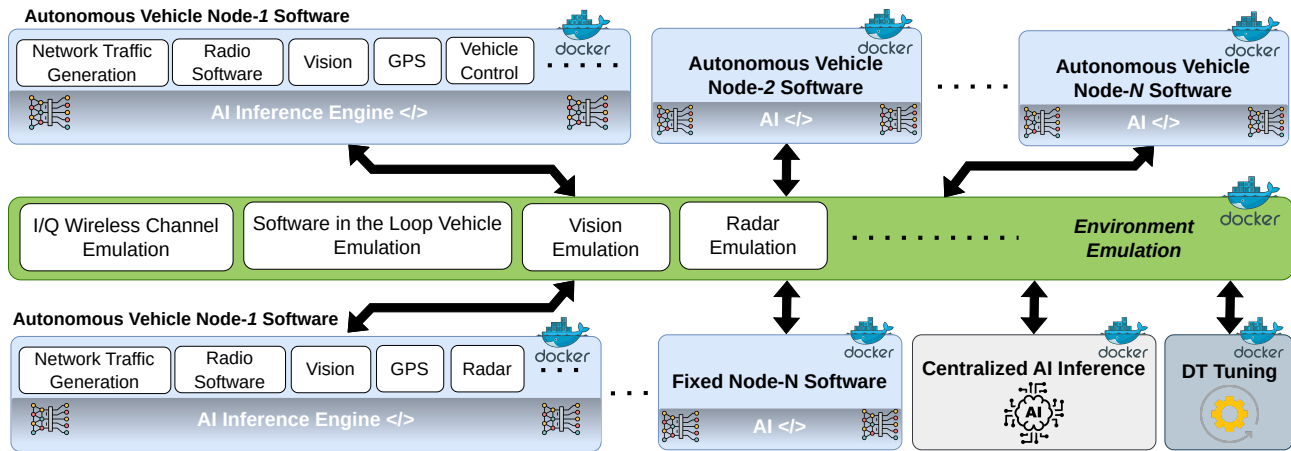 Autonomous Vehicle Node-1 Software
docker
Network Traffic
Generation
Radio
Software
Vision
GPS
Vehicle
Control
AI Inference Engine </>
docker
Autonomous Vehicle
Node-2 Software
AI </>
docker
Autonomous Vehicle
Node-N Software
AI </>
I/Q Wireless Channel
Emulation
Software in the Loop Vehicle
Emulation
Vision
Emulation
Radar
Emulation
Environment
Emulation
docker
Autonomous Vehicle Node-1 Software
docker
Network Traffic
Generation
Radio
Software
Vision
GPS
Radar
AI Inference Engine </>
docker
Fixed Node-N Software
AI </>
docker
Centralized AI Inference
AI
docker
DT Tuning